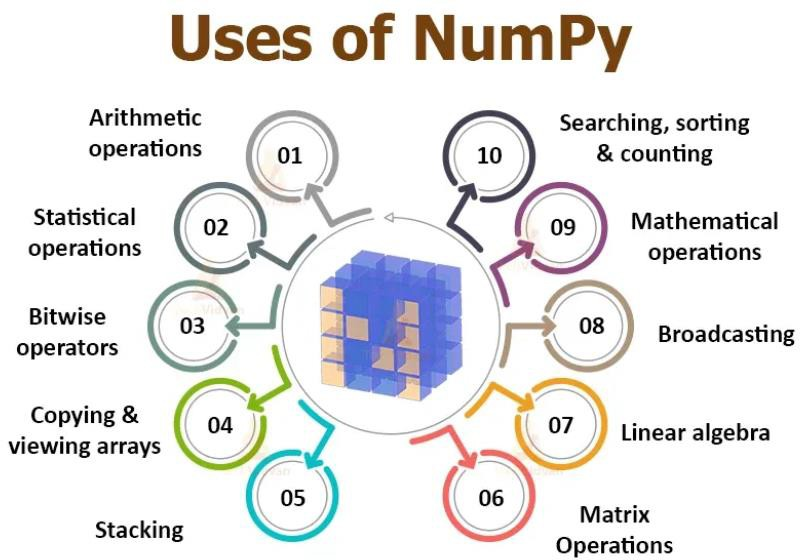 Uses of NumPy
Arithmetic
operations
01
Statistical
operations
02
Bitwise
operators
03
Copying &
viewing arrays
04
Stacking
05
Matrix
Operations
06
Linear algebra
07
Broadcasting
08
Mathematical
operations
09
Searching, sorting
& counting
10